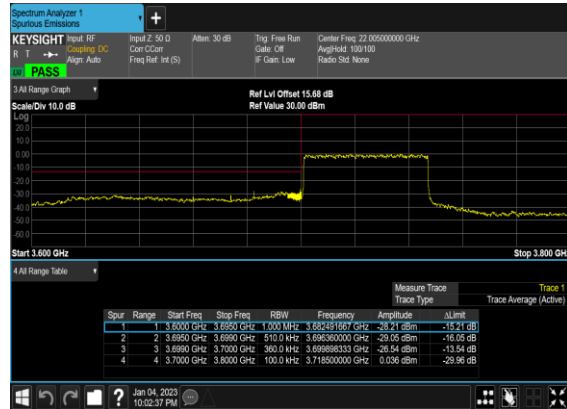 Spectrum Analyzer 1
Spurious Emissions
KEYSIGHT Input: RF Input Z: 50 Ω Atten: 30 dB Trig: Free Run Center Freq: 22.005000000 GHz
R T Coupling: DC Corr CCorr Gate: Off Avg|Hold: 100/100
Align: Auto Freq Ref: Int (S) IF Gain: Low Radio Std: None
LXI PASS
3 All Range Graph
Ref Lvl Offset 15.68 dB
Scale/Div 10.0 dB Ref Value 30.00 dBm
Log
20.0
10.0
0.00
-10.0
-20.0
-30.0
-40.0
-50.0
-60.0
Start 3.600 GHz Stop 3.800 GH
4 All Range Table
Measure Trace Trace 1
Trace Type Trace Average (Active)
Spur Range Start Freq Stop Freq RBW Frequency Amplitude ΔLimit
1 1 3.6000 GHz 3.6950 GHz 1.000 MHz 3.682491667 GHz -28.21 dBm -15.21 dB
2 2 3.6950 GHz 3.6990 GHz 510.0 kHz 3.696360000 GHz -29.05 dBm -16.05 dB
3 3 3.6990 GHz 3.7000 GHz 360.0 kHz 3.699898333 GHz -26.54 dBm -13.54 dB
4 4 3.7000 GHz 3.8000 GHz 100.0 kHz 3.718500000 GHz 0.036 dBm -29.96 dB
? Jan 04, 2023
10:02:37 PM